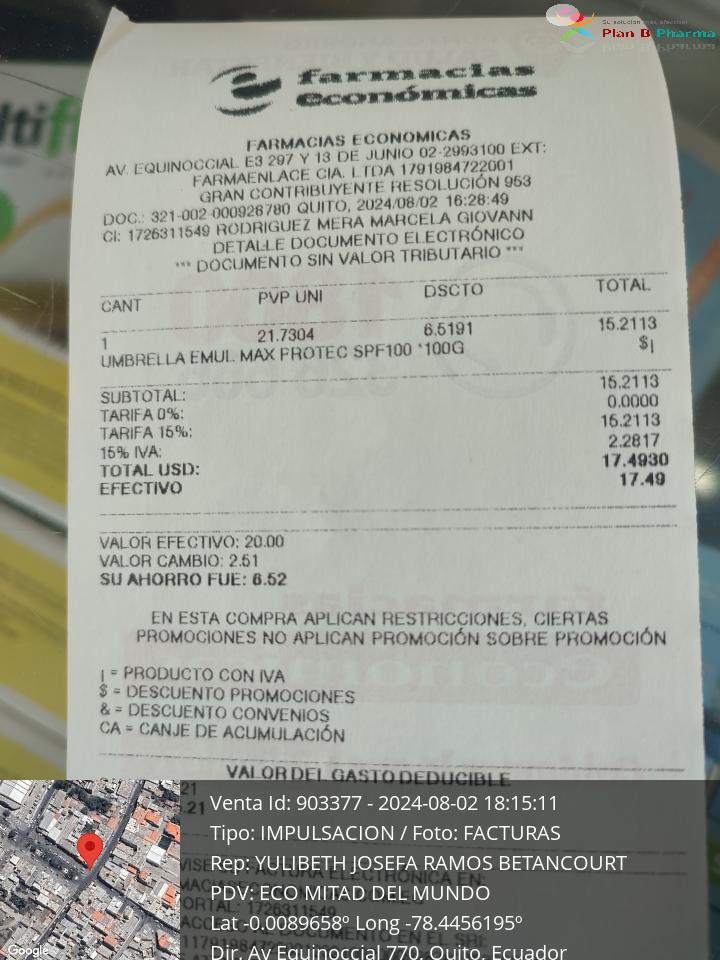 Su solución más efectiva!
Plan B Pharma
farmacias
económicas
FARMACIAS ECONOMICAS
AV. EQUINOCCIAL E3 297 Y 13 DE JUNIO 02-2993100 EXT:
FARMAENLACE CIA. LTDA 1791984722001
GRAN CONTRIBUYENTE RESOLUCIÓN 953
DOC.: 321-002-000926780 QUITO, 2024/08/02 16:28:49
CI: 1726311549 RODRIGUEZ MERA MARCELA GIOVANN
DETALLE DOCUMENTO ELECTRÓNICO
*** DOCUMENTO SIN VALOR TRIBUTARIO ***
CANT PVP UNI DSCTO TOTAL
1 21.7304 6.5191 15.2113
UMBRELLA EMUL MAX PROTEC SPF100 *100G $¡
SUBTOTAL: 15.2113
TARIFA 0%: 0.0000
TARIFA 15%: 15.2113
15% IVA: 2.2817
TOTAL USD: 17.4930
EFECTIVO 17.49
VALOR EFECTIVO: 20.00
VALOR CAMBIO: 2.51
SU AHORRO FUE: 6.52
EN ESTA COMPRA APLICAN RESTRICCIONES, CIERTAS
PROMOCIONES NO APLICAN PROMOCIÓN SOBRE PROMOCIÓN
¡ = PRODUCTO CON IVA
$ = DESCUENTO PROMOCIONES
& = DESCUENTO CONVENIOS
CA = CANJE DE ACUMULACIÓN
VALOR DEL GASTO DEDUCIBLE
Venta Id: 903377 - 2024-08-02 18:15:11
Tipo: IMPULSACION / Foto: FACTURAS
Rep: YULIBETH JOSEFA RAMOS BETANCOURT
PDV: ECO MITAD DEL MUNDO
Lat -0.0089658º Long -78.4456195º
Dir. Av Equinoccial 770, Quito, Ecuador
Google